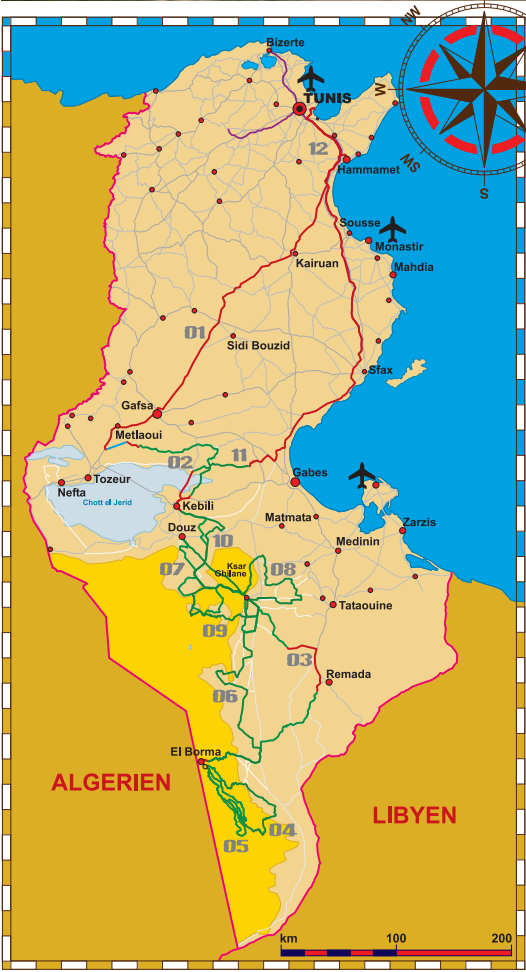 NW
Bizerte
TUNIS
W
12
SW
Hammamet
S
Sousse
Monastir
Kairuan
Mahdia
01
Sidi Bouzid
Sfax
Gafsa
Metlaoui
02
11
Tozeur
Nefta
Gabes
Chott el Jerid
Kebili
Matmata
Zarzis
Douz
10
Medinin
07
Ksar
Ghilane
08
Tataouine
09
03
Remada
06
El Borma
ALGERIEN
LIBYEN
04
05
km
100
200